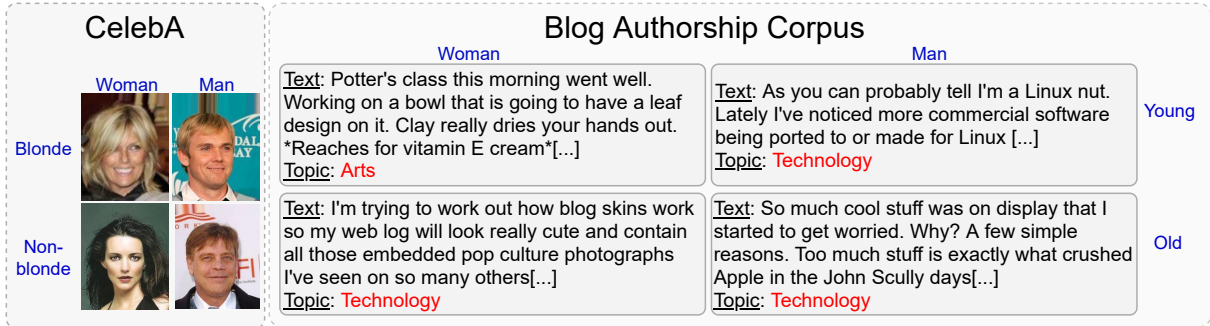 CelebA
Woman Man
Blonde
Non-
blonde
Blog Authorship Corpus
Woman
Man
Text: Potter's class this morning went well.
Working on a bowl that is going to have a leaf
design on it. Clay really dries your hands out.
*Reaches for vitamin E cream*[...]
Topic: Arts
Text: As you can probably tell I'm a Linux nut.
Lately I've noticed more commercial software
being ported to or made for Linux [...]
Topic: Technology
Young
Text: I'm trying to work out how blog skins work
so my web log will look really cute and contain
all those embedded pop culture photographs
I've seen on so many others[...]
Topic: Technology
Text: So much cool stuff was on display that I
started to get worried. Why? A few simple
reasons. Too much stuff is exactly what crushed
Apple in the John Scully days[...]
Topic: Technology
Old